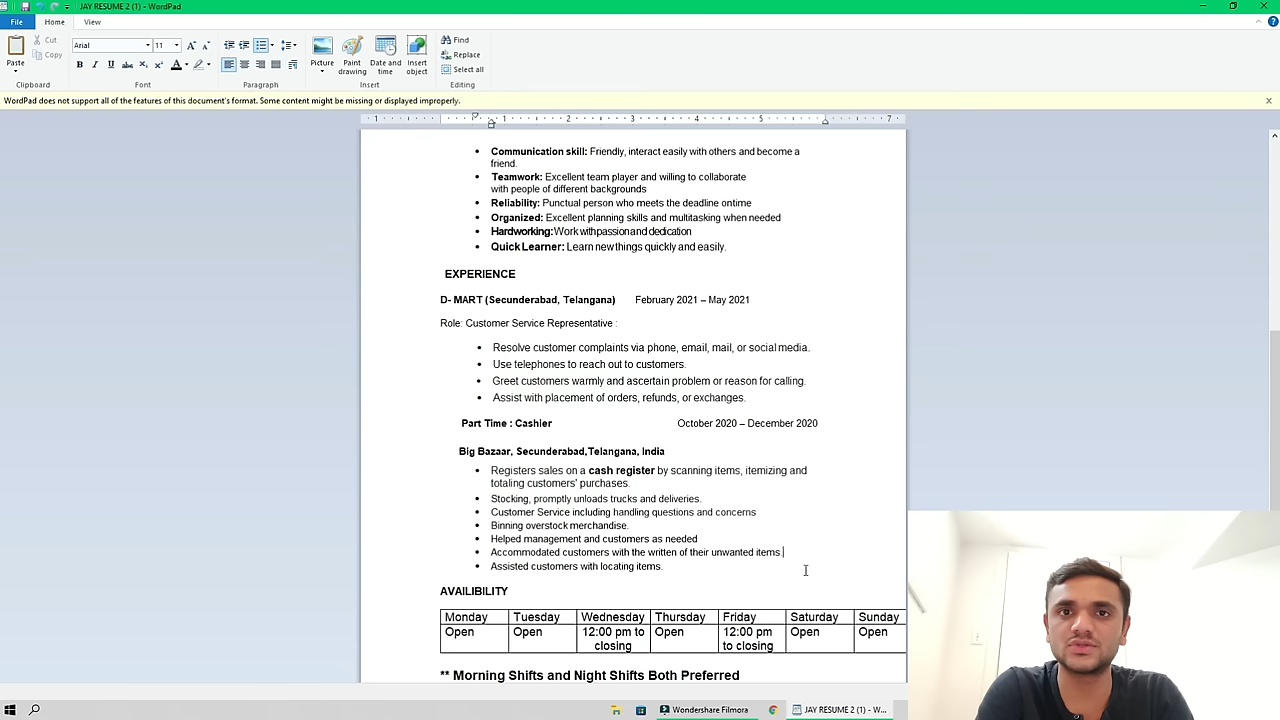 JAY RESUME 2 (1) - WordPad
File Home View
Cut
Copy
Paste
Clipboard
Arial 11
Font
Paragraph
Picture
Paint drawing
Date and time
Insert object
Insert
Find
Replace
Select all
Editing
WordPad does not support all of the features of this document's format. Some content might be missing or displayed improperly.
1 1 2 3 4 5 7
• Communication skill: Friendly, interact easily with others and become a
friend.
• Teamwork: Excellent team player and willing to collaborate
with people of different backgrounds
• Reliability: Punctual person who meets the deadline ontime
• Organized: Excellent planning skills and multitasking when needed
• Hardworking: Work with passion and dedication
• Quick Learner: Learn new things quickly and easily.
EXPERIENCE
D- MART (Secunderabad, Telangana) February 2021 – May 2021
Role: Customer Service Representative :
• Resolve customer complaints via phone, email, mail, or social media.
• Use telephones to reach out to customers.
• Greet customers warmly and ascertain problem or reason for calling.
• Assist with placement of orders, refunds, or exchanges.
Part Time : Cashier October 2020 – December 2020
Big Bazaar, Secunderabad,Telangana, India
• Registers sales on a cash register by scanning items, itemizing and
totaling customers' purchases.
• Stocking, promptly unloads trucks and deliveries.
• Customer Service including handling questions and concerns
• Binning overstock merchandise.
• Helped management and customers as needed
• Accommodated customers with the written of their unwanted items.
• Assisted customers with locating items.
AVAILIBILITY
Monday Tuesday Wednesday Thursday Friday Saturday Sunday
Open Open 12:00 pm to closing Open 12:00 pm to closing Open Open
** Morning Shifts and Night Shifts Both Preferred
Wondershare Filmora
JAY RESUME 2 (1) - W...